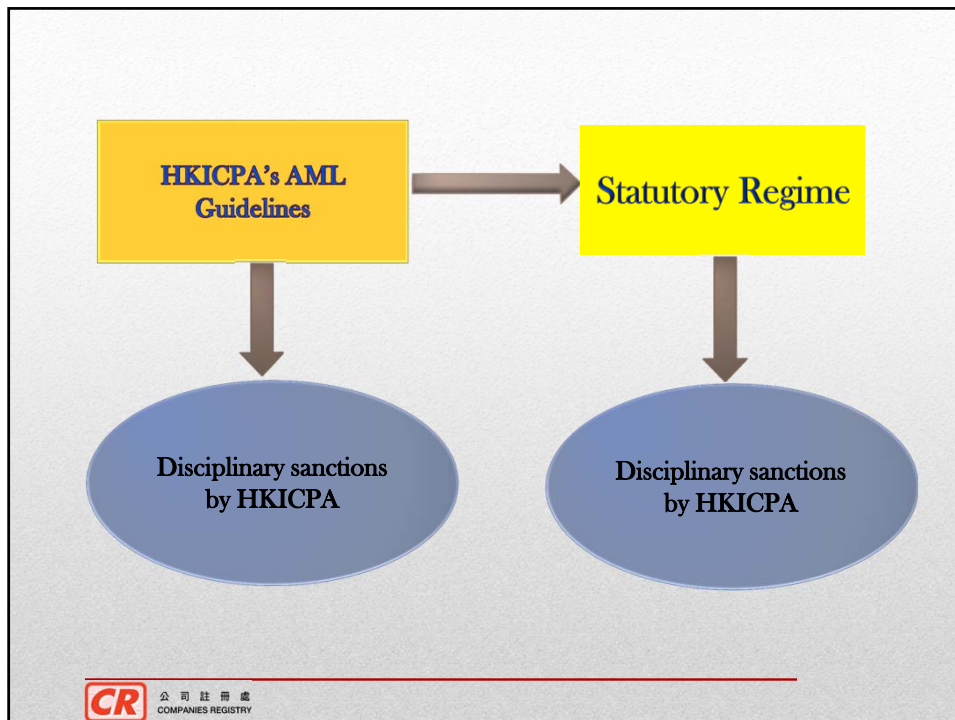 HKICPA’s AML
Guidelines
Statutory Regime
Disciplinary sanctions
by HKICPA
Disciplinary sanctions
by HKICPA
CR
公司註冊處
COMPANIES REGISTRY